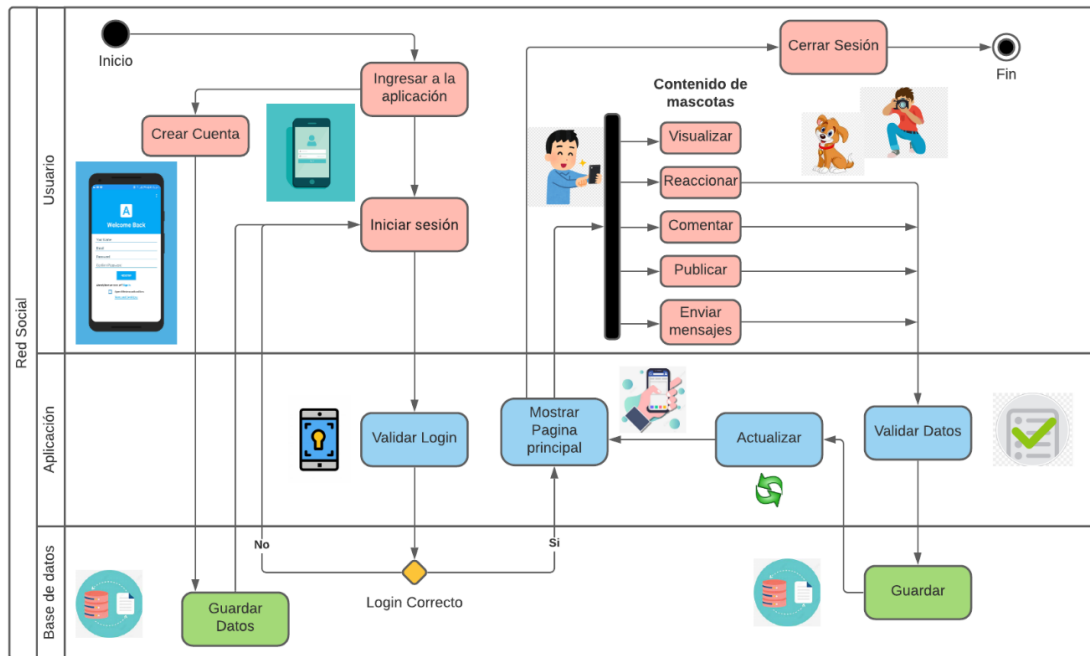 Red Social
Usuario
Inicio
Ingresar a la
aplicación
Crear Cuenta
A
Welcome Back
Iniciar sesión
Cerrar Sesión
Fin
Contenido de
mascotas
Visualizar
Reaccionar
Comentar
Publicar
Enviar
mensajes
Aplicación
Validar Login
Mostrar
Pagina
principal
Actualizar
Validar Datos
Base de datos
No
Si
Login Correcto
Guardar
Datos
Guardar